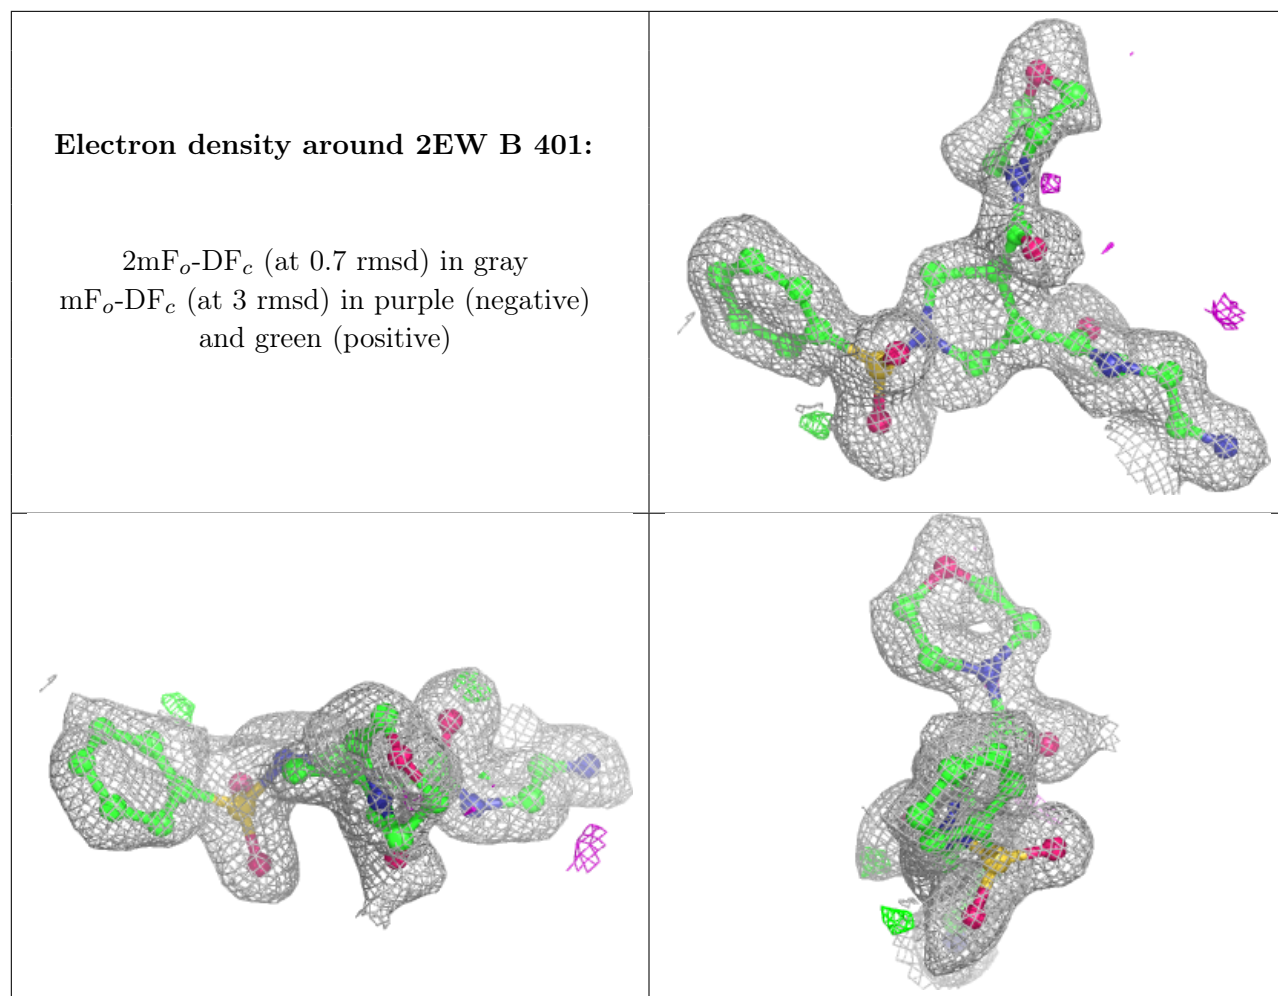 Electron density around 2EW B 401:
2mFo-DFc (at 0.7 rmsd) in gray
mFo-DFc (at 3 rmsd) in purple (negative)
and green (positive)